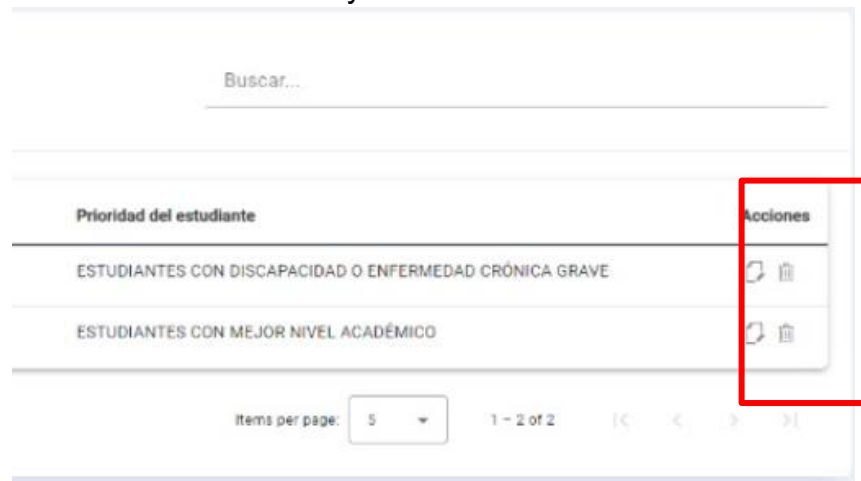 Buscar...
Prioridad del estudiante Acciones
ESTUDIANTES CON DISCAPACIDAD O ENFERMEDAD CRÓNICA GRAVE
ESTUDIANTES CON MEJOR NIVEL ACADÉMICO
Items per page: 5 1 – 2 of 2